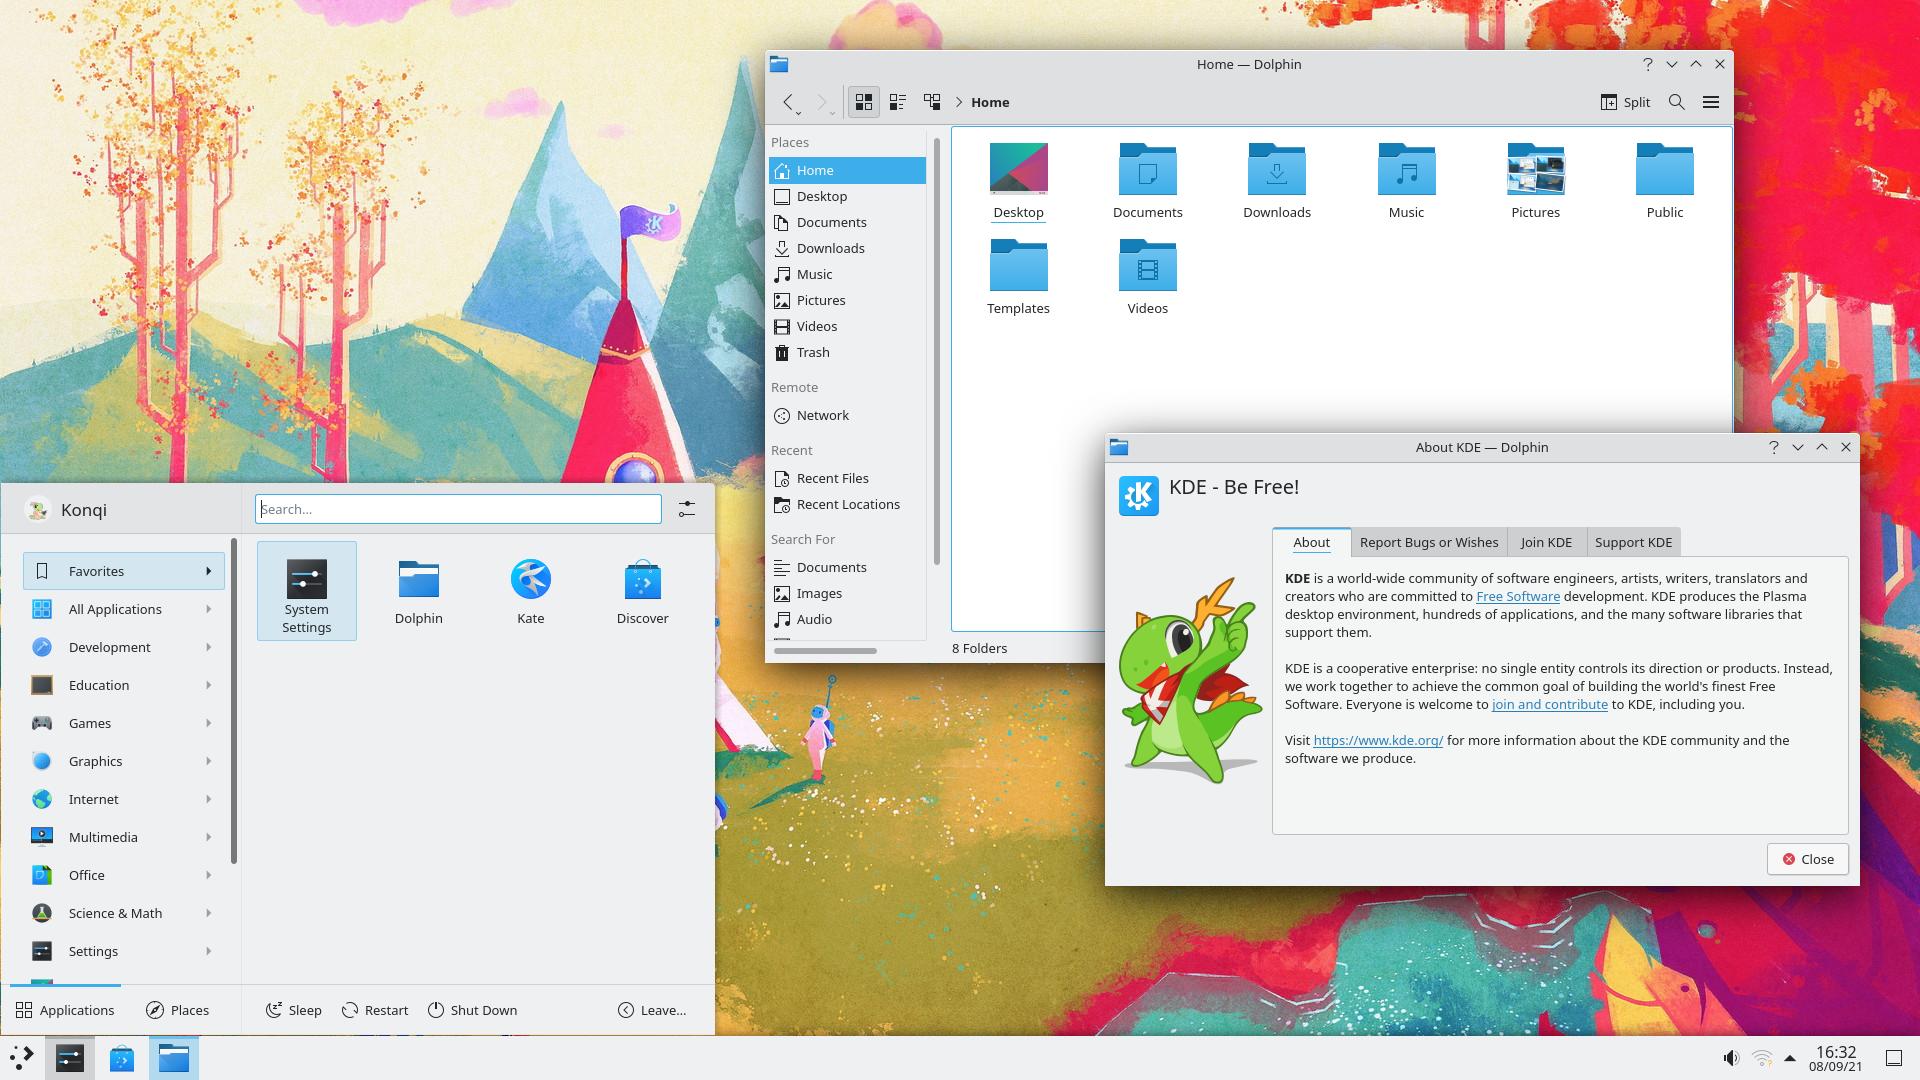 Home — Dolphin
Home
Split
Places
Home
Desktop
Documents
Downloads
Music
Pictures
Videos
Trash
Remote
Network
Recent
Recent Files
Recent Locations
Search For
Documents
Images
Audio
Desktop
Documents
Downloads
Music
Pictures
Public
Templates
Videos
8 Folders
About KDE — Dolphin
KDE - Be Free!
About
Report Bugs or Wishes
Join KDE
Support KDE
KDE is a world-wide community of software engineers, artists, writers, translators and
creators who are committed to Free Software development. KDE produces the Plasma
desktop environment, hundreds of applications, and the many software libraries that
support them.
KDE is a cooperative enterprise: no single entity controls its direction or products. Instead,
we work together to achieve the common goal of building the world's finest Free
Software. Everyone is welcome to join and contribute to KDE, including you.
Visit https://www.kde.org/ for more information about the KDE community and the
software we produce.
Close
Konqi
Search...
Favorites
All Applications
Development
Education
Games
Graphics
Internet
Multimedia
Office
Science & Math
Settings
System
Settings
Dolphin
Kate
Discover
Applications
Places
Sleep
Restart
Shut Down
Leave...
16:32
08/09/21